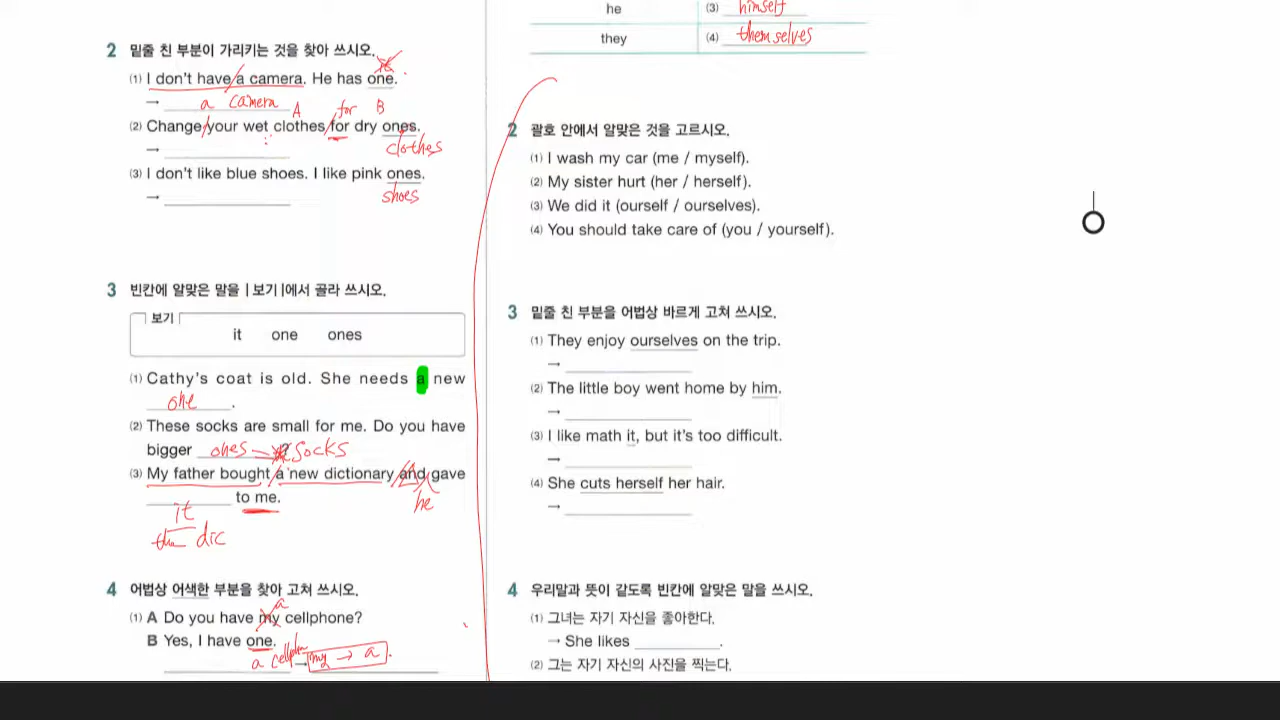 2 밑줄 친 부분이 가리키는 것을 찾아 쓰시오.
(1) I don't have a camera. He has one.
→ a camera
A for B
(2) Change your wet clothes for dry ones.
→ clothes
(3) I don't like blue shoes. I like pink ones.
→ shoes
3 빈칸에 알맞은 말을 | 보기 |에서 골라 쓰시오.
보기
it one ones
(1) Cathy's coat is old. She needs a new
one .
(2) These socks are small for me. Do you have
bigger ones socks
(3) My father bought a new dictionary and gave
to me.
he
it
dic
4 어법상 어색한 부분을 찾아 고쳐 쓰시오.
a
(1) A Do you have my cellphone?
B Yes, I have one.
a my → a
he (3) himself
they (4) themselves
2 괄호 안에서 알맞은 것을 고르시오.
(1) I wash my car (me / myself).
(2) My sister hurt (her / herself).
(3) We did it (ourself / ourselves).
(4) You should take care of (you / yourself).
3 밑줄 친 부분을 어법상 바르게 고쳐 쓰시오.
(1) They enjoy ourselves on the trip.
→
(2) The little boy went home by him.
→
(3) I like math it, but it's too difficult.
→
(4) She cuts herself her hair.
→
4 우리말과 뜻이 같도록 빈칸에 알맞은 말을 쓰시오.
(1) 그녀는 자기 자신을 좋아한다.
→ She likes .
(2) 그는 자기 자신의 사진을 찍는다.